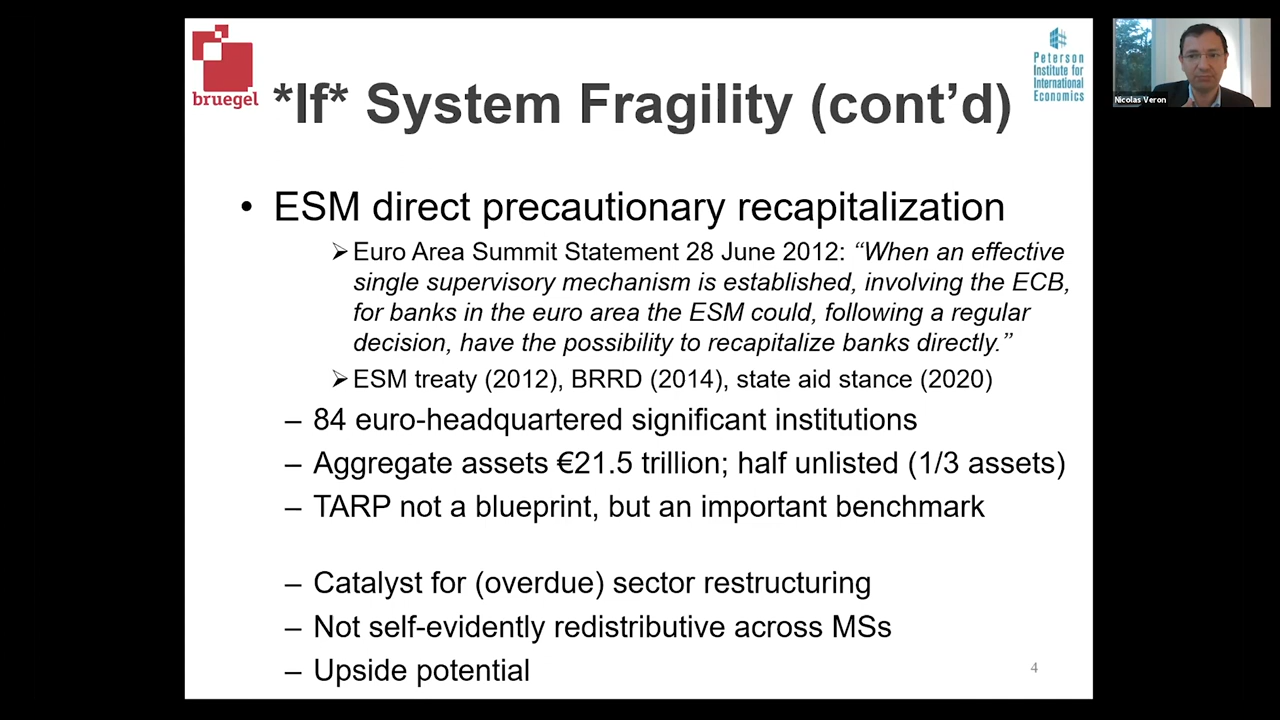 bruegel
*If* System Fragility (cont’d)
Peterson
Institute for
International
Economics
Nicolas Veron
• ESM direct precautionary recapitalization
➢Euro Area Summit Statement 28 June 2012: “When an effective
single supervisory mechanism is established, involving the ECB,
for banks in the euro area the ESM could, following a regular
decision, have the possibility to recapitalize banks directly.”
➢ESM treaty (2012), BRRD (2014), state aid stance (2020)
– 84 euro-headquartered significant institutions
– Aggregate assets €21.5 trillion; half unlisted (1/3 assets)
– TARP not a blueprint, but an important benchmark
– Catalyst for (overdue) sector restructuring
– Not self-evidently redistributive across MSs
– Upside potential
4